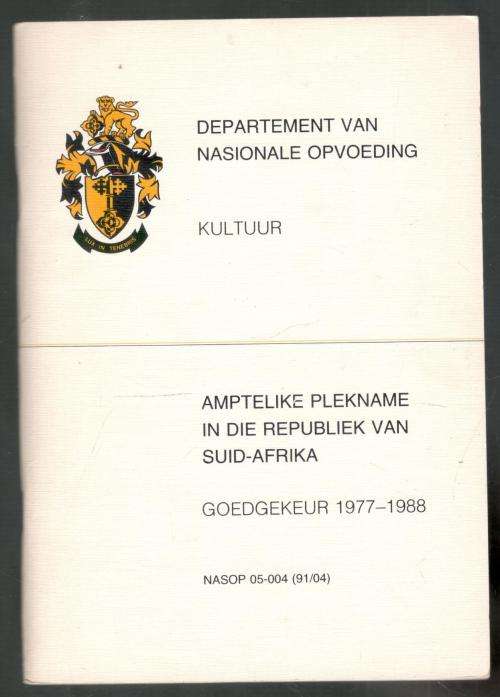 DEPARTEMENT VAN
NASIONALE OPVOEDING
KULTUUR
LUX IN TENEBRIS
AMPTELIKE PLEKNAME
IN DIE REPUBLIEK VAN
SUID-AFRIKA
GOEDGEKEUR 1977–1988
NASOP 05-004 (91/04)